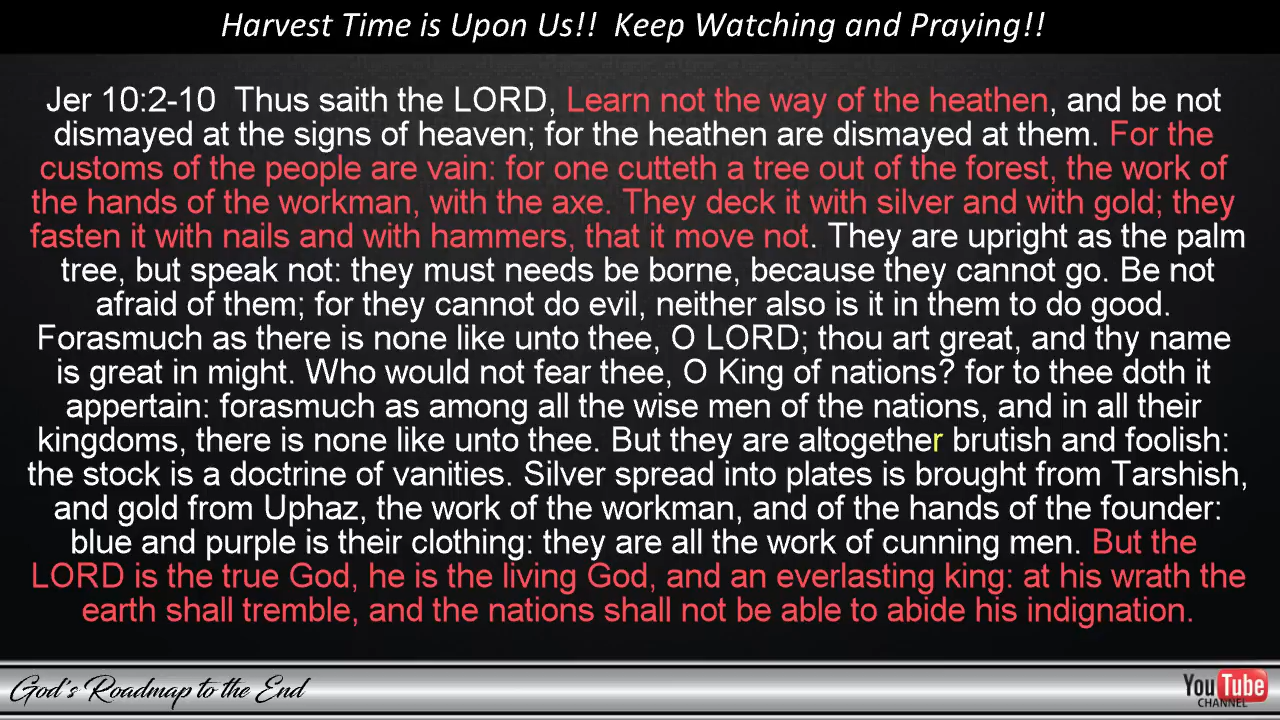 Harvest Time is Upon Us!!  Keep Watching and Praying!!
Jer 10:2-10  Thus saith the LORD, Learn not the way of the heathen, and be not
dismayed at the signs of heaven; for the heathen are dismayed at them. For the
customs of the people are vain: for one cutteth a tree out of the forest, the work of
the hands of the workman, with the axe. They deck it with silver and with gold; they
fasten it with nails and with hammers, that it move not. They are upright as the palm
tree, but speak not: they must needs be borne, because they cannot go. Be not
afraid of them; for they cannot do evil, neither also is it in them to do good.
Forasmuch as there is none like unto thee, O LORD; thou art great, and thy name
is great in might. Who would not fear thee, O King of nations? for to thee doth it
appertain: forasmuch as among all the wise men of the nations, and in all their
kingdoms, there is none like unto thee. But they are altogether brutish and foolish:
the stock is a doctrine of vanities. Silver spread into plates is brought from Tarshish,
and gold from Uphaz, the work of the workman, and of the hands of the founder:
blue and purple is their clothing: they are all the work of cunning men. But the
LORD is the true God, he is the living God, and an everlasting king: at his wrath the
earth shall tremble, and the nations shall not be able to abide his indignation.
God's Roadmap to the End
YouTube
CHANNEL